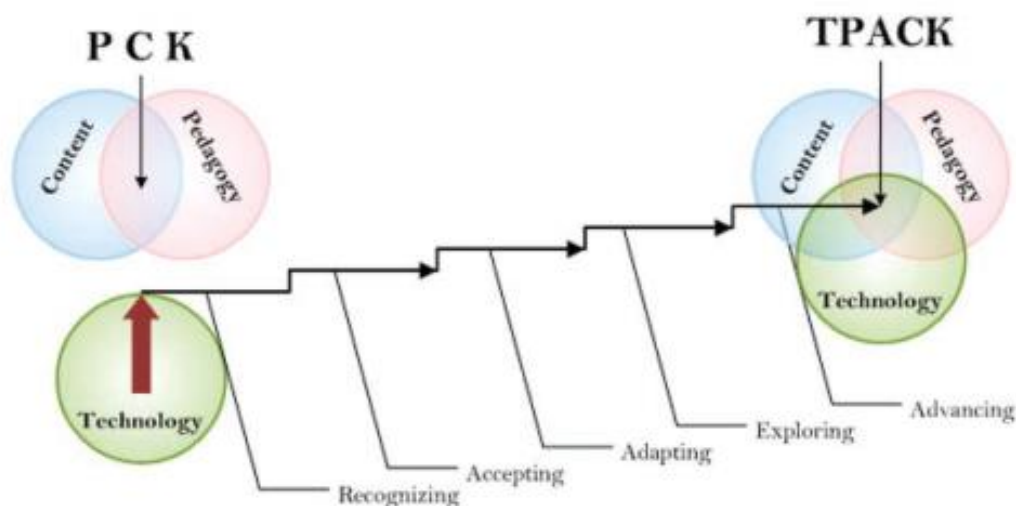 P C K
TPACK
Content
Pedagogy
Content
Pedagogy
Technology
Technology
Recognizing
Accepting
Adapting
Exploring
Advancing